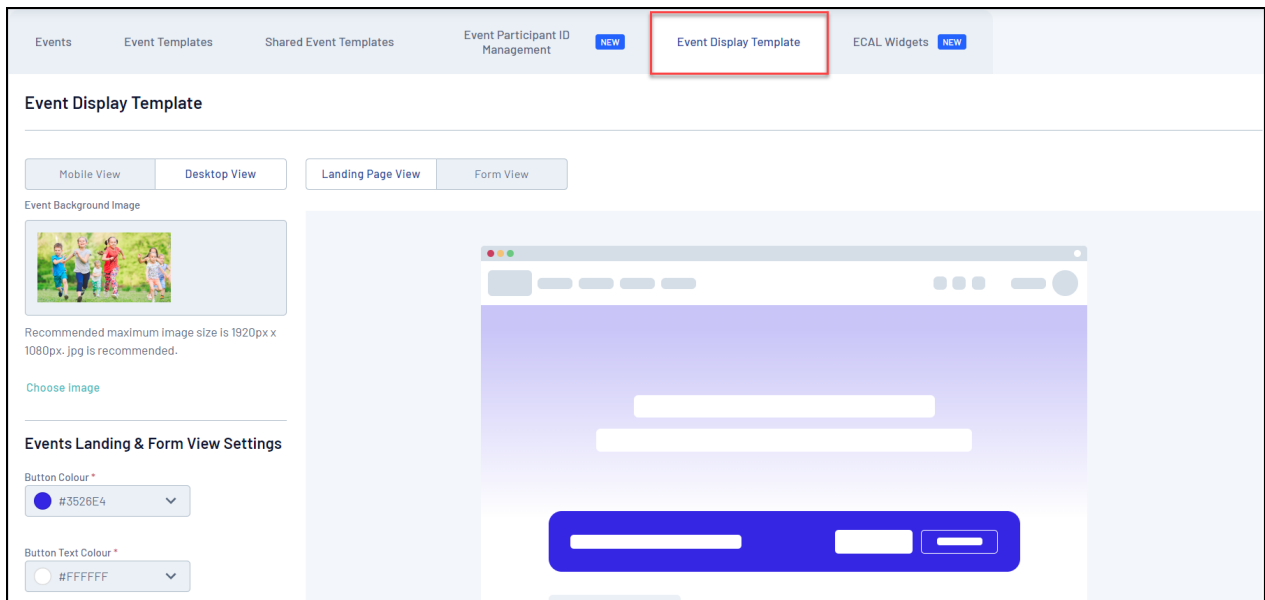 Events
Event Templates
Shared Event Templates
Event Participant ID
Management
NEW
Event Display Template
ECAL Widgets
NEW
Event Display Template
Mobile View
Desktop View
Landing Page View
Form View
Event Background Image
Recommended maximum image size is 1920px x
1080px. jpg is recommended.
Choose image
Events Landing & Form View Settings
Button Colour *
#3526E4
Button Text Colour *
#FFFFFF